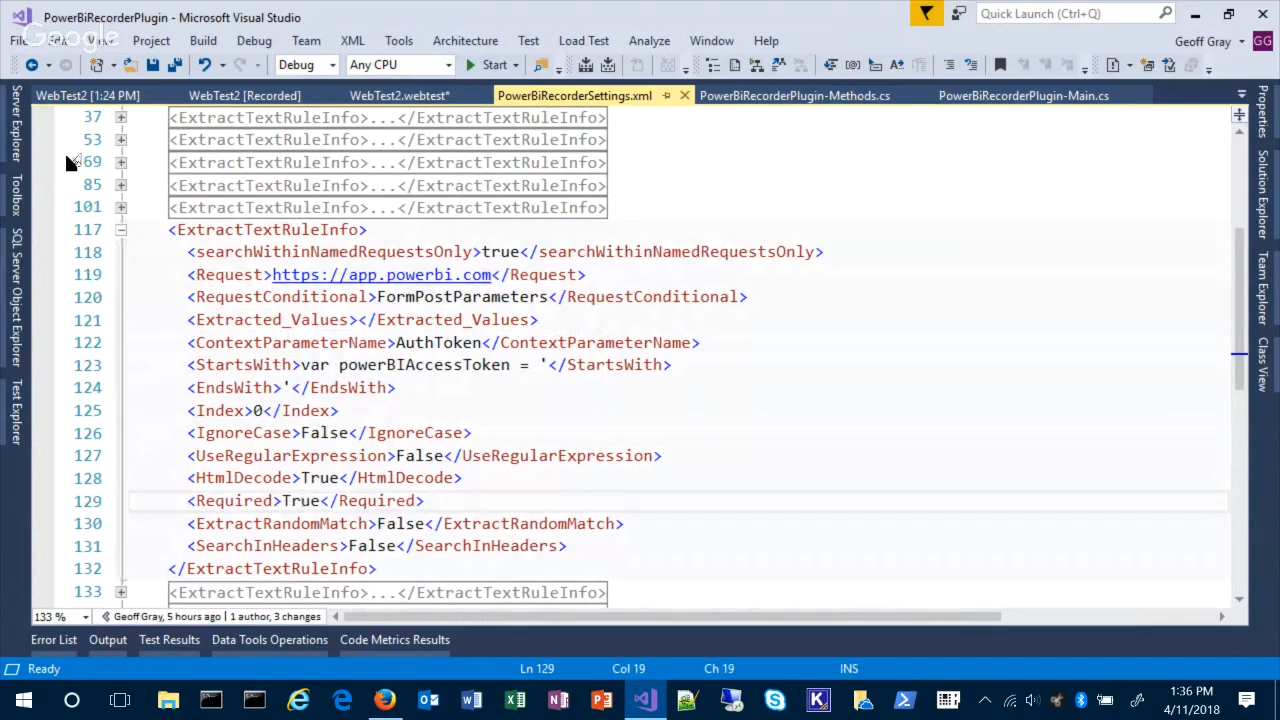 PowerBiRecorderPlugin - Microsoft Visual Studio
Quick Launch (Ctrl+Q)
Google
File Edit View Project Build Debug Team XML Tools Architecture Test Load Test Analyze Window Help
Geoff Gray GG
Debug Any CPU Start
WebTest2 [1:24 PM] WebTest2 [Recorded] WebTest2.webtest* PowerBiRecorderSettings.xml PowerBiRecorderPlugin-Methods.cs PowerBiRecorderPlugin-Main.cs
Server Explorer
Toolbox
SQL Server Object Explorer
Test Explorer
Properties
Solution Explorer
Team Explorer
Class View
37 <ExtractTextRuleInfo>...</ExtractTextRuleInfo>
53 <ExtractTextRuleInfo>...</ExtractTextRuleInfo>
69 <ExtractTextRuleInfo>...</ExtractTextRuleInfo>
85 <ExtractTextRuleInfo>...</ExtractTextRuleInfo>
101 <ExtractTextRuleInfo>...</ExtractTextRuleInfo>
117 <ExtractTextRuleInfo>
118 <searchWithinNamedRequestsOnly>true</searchWithinNamedRequestsOnly>
119 <Request>https://app.powerbi.com</Request>
120 <RequestConditional>FormPostParameters</RequestConditional>
121 <Extracted_Values></Extracted_Values>
122 <ContextParameterName>AuthToken</ContextParameterName>
123 <StartsWith>var powerBIAccessToken = '</StartsWith>
124 <EndsWith>'</EndsWith>
125 <Index>0</Index>
126 <IgnoreCase>False</IgnoreCase>
127 <UseRegularExpression>False</UseRegularExpression>
128 <HtmlDecode>True</HtmlDecode>
129 <Required>True</Required>
130 <ExtractRandomMatch>False</ExtractRandomMatch>
131 <SearchInHeaders>False</SearchInHeaders>
132 </ExtractTextRuleInfo>
133 <ExtractTextRuleInfo>...</ExtractTextRuleInfo>
133 % Geoff Gray, 5 hours ago | 1 author, 3 changes
Error List Output Test Results Data Tools Operations Code Metrics Results
Ready Ln 129 Col 19 Ch 19 INS
1:36 PM
4/11/2018